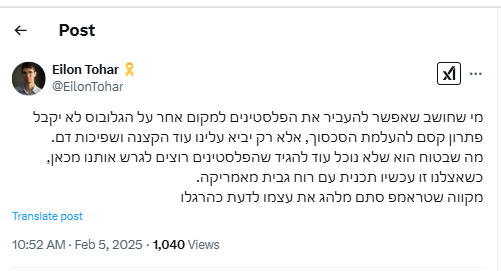 Post
Eilon Tohar 🎗️
@EilonTohar
מי שחושב שאפשר להעביר את הפלסטינים למקום אחר על הגלובוס לא יקבל
פתרון קסם להעלמת הסכסוך, אלא רק יביא עלינו עוד הקצנה ושפיכות דם.
מה שבטוח הוא שלא נוכל עוד להגיד שהפלסטינים רוצים לגרש אותנו מכאן,
כשאצלנו זו עכשיו תכנית עם רוח גבית מאמריקה.
מקווה שטראמפ סתם מלהג את עצמו לדעת כהרגלו
Translate post
10:52 AM · Feb 5, 2025 · 1,040 Views